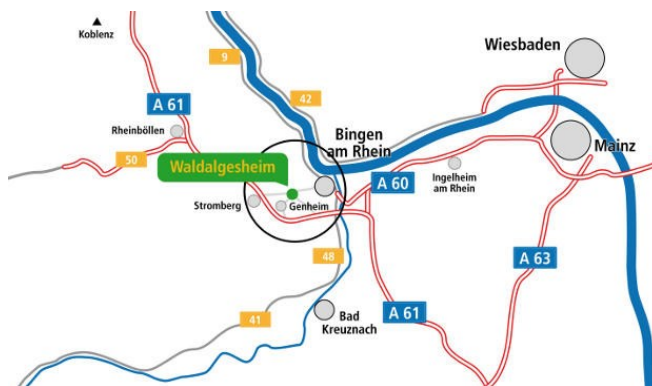 Koblenz
9
42
Wiesbaden
A 61
Rheinböllen
Bingen
am Rhein
Mainz
50
Waldalgesheim
Ingelheim
am Rhein
A 60
Stromberg
Genheim
48
A 63
A 61
41
Bad
Kreuznach